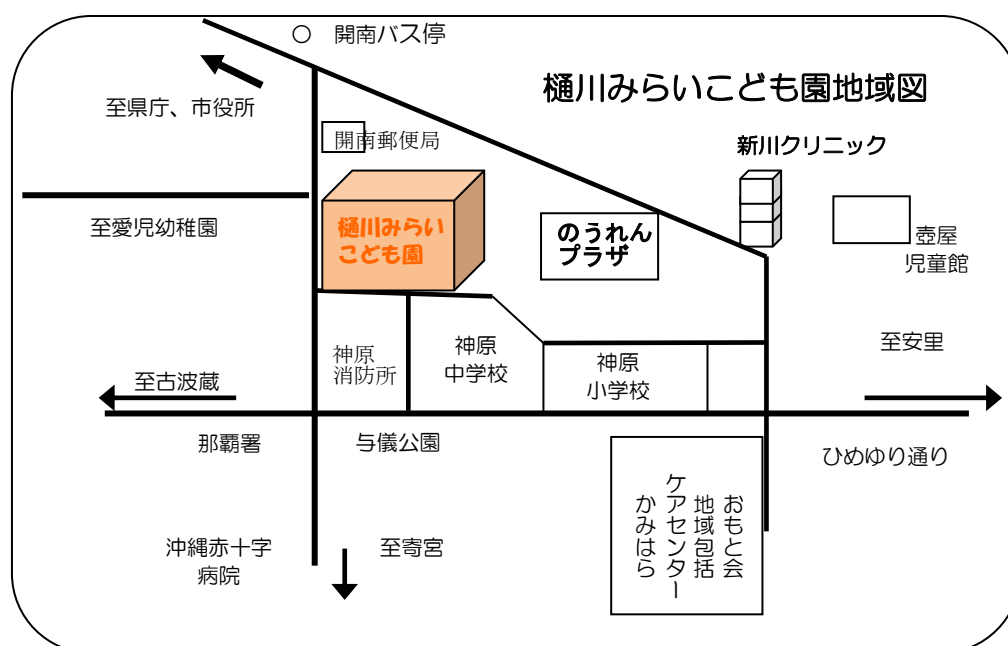 開南バス停
樋川みらいこども園地域図
至県庁、市役所
開南郵便局
新川クリニック
至愛児幼稚園
樋川みらい
こども園
のうれん
プラザ
壺屋
児童館
神原
消防所
神原
中学校
神原
小学校
至安里
至古波蔵
那覇署
与儀公園
ひめゆり通り
おもと会
地域包括
ケアセンター
かみはら
沖縄赤十字
病院
至寄宮